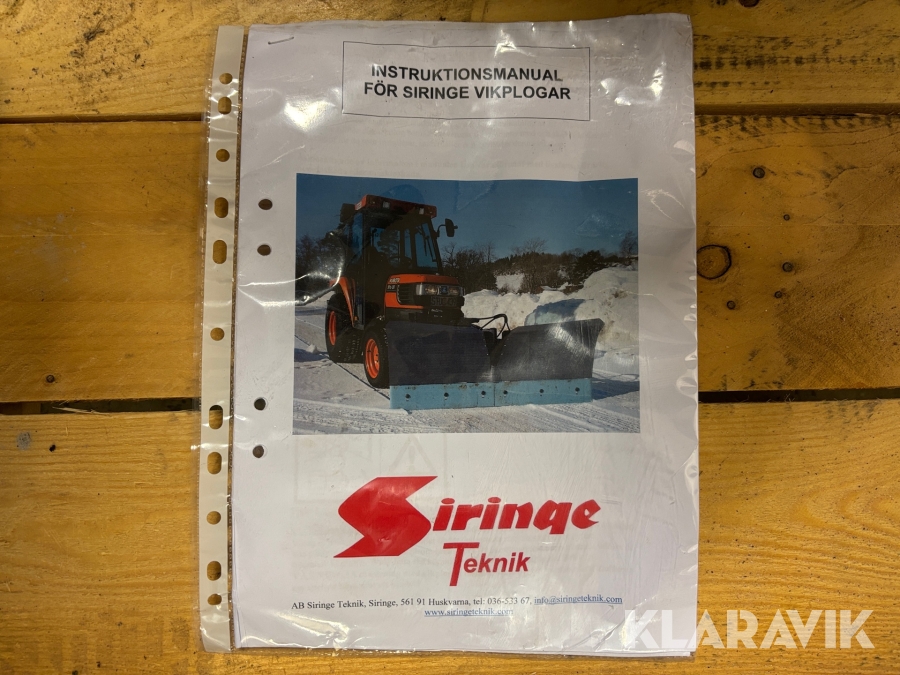 INSTRUKTIONSMANUAL
FÖR SIRINGE VIKPLOGAR
Siringe
Teknik
AB Siringe Teknik, Siringe, 561 91 Huskvarna, tel: 036-533 67, info@siringeteknik.com
www.siringeteknik.com
KLARAVIK